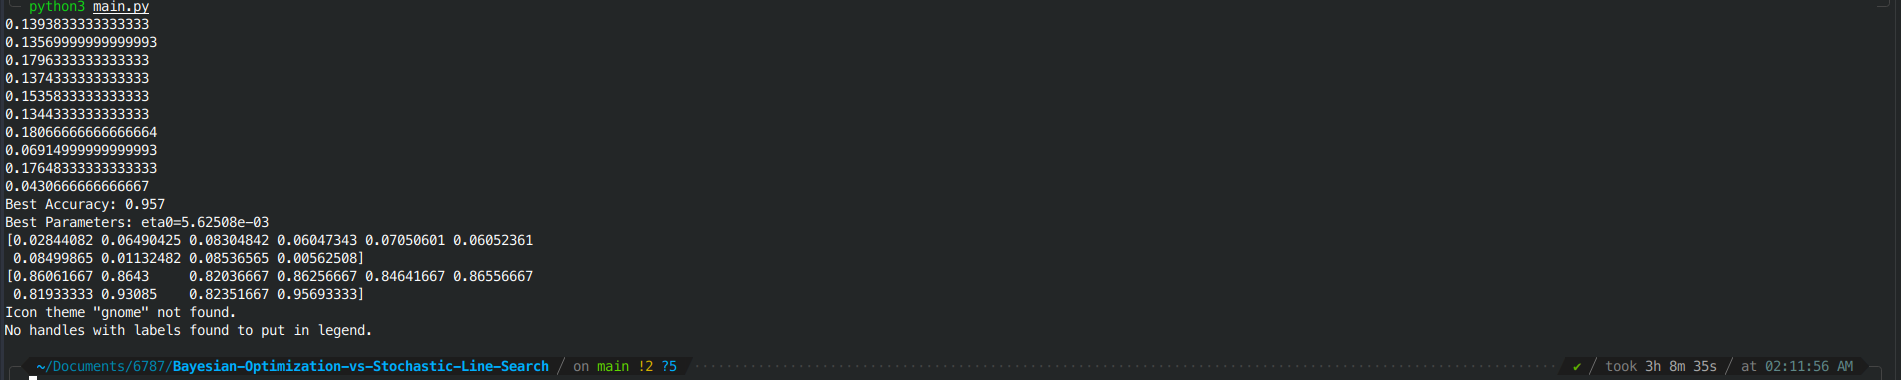 python3 main.py
0.1393833333333333
0.13569999999999993
0.1796333333333333
0.1374333333333333
0.1535833333333333
0.1344333333333333
0.18066666666666664
0.06914999999999993
0.17648333333333333
0.0430666666666667
Best Accuracy: 0.957
Best Parameters: eta0=5.62508e-03
[0.02844082 0.06490425 0.08304842 0.06047343 0.07050601 0.06052361
 0.08499865 0.01132482 0.08536565 0.00562508]
[0.86061667 0.8643     0.82036667 0.86256667 0.84641667 0.86556667
 0.81933333 0.93085    0.82351667 0.95693333]
Icon theme "gnome" not found.
No handles with labels found to put in legend.
~/Documents/6787/Bayesian-Optimization-vs-Stochastic-Line-Search / on main !2 ?5 ✔ / took 3h 8m 35s / at 02:11:56 AM